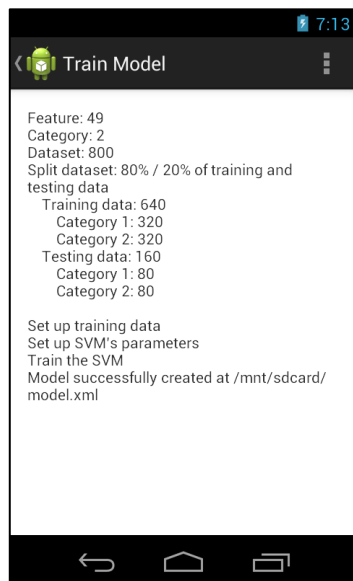 7:13
Train Model
Feature: 49
Category: 2
Dataset: 800
Split dataset: 80% / 20% of training and
testing data
Training data: 640
Category 1: 320
Category 2: 320
Testing data: 160
Category 1: 80
Category 2: 80
Set up training data
Set up SVM's parameters
Train the SVM
Model successfully created at /mnt/sdcard/
model.xml